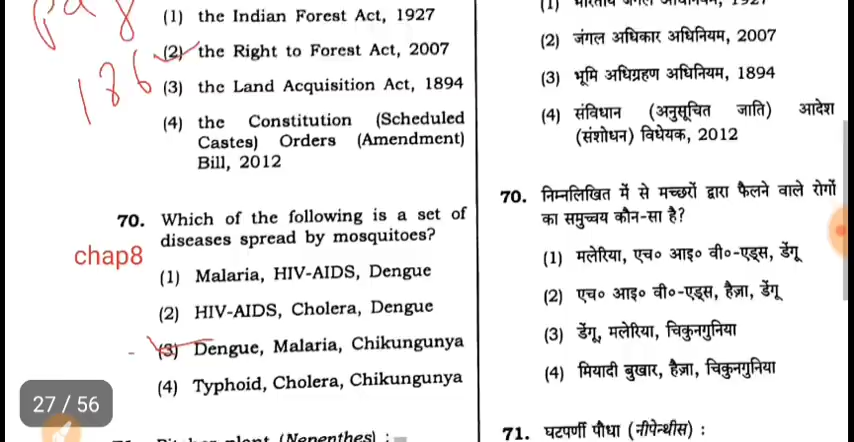 (1) the Indian Forest Act, 1927
(2) the Right to Forest Act, 2007
186
(3) the Land Acquisition Act, 1894
(4) the Constitution (Scheduled
Castes) Orders (Amendment)
Bill, 2012
70. Which of the following is a set of
diseases spread by mosquitoes?
chap8
(1) Malaria, HIV-AIDS, Dengue
(2) HIV-AIDS, Cholera, Dengue
(3) Dengue, Malaria, Chikungunya
(4) Typhoid, Cholera, Chikungunya
27 / 56
plant (Nepenthes) :
(2) जंगल अधिकार अधिनियम, 2007
(3) भूमि अधिग्रहण अधिनियम, 1894
(4) संविधान (अनुसूचित जाति) आदेश
(संशोधन) विधेयक, 2012
70. निम्नलिखित में से मच्छरों द्वारा फैलने वाले रोगों
का समुच्चय कौन-सा है?
(1) मलेरिया, एच० आइ० वी०-एड्स, डेंगू
(2) एच० आइ० वी०-एड्स, हैज़ा, डेंगू
(3) डेंगू, मलेरिया, चिकुनगुनिया
(4) मियादी बुखार, हैज़ा, चिकुनगुनिया
71. घटपर्णी पौधा (नीपेन्थीस) :